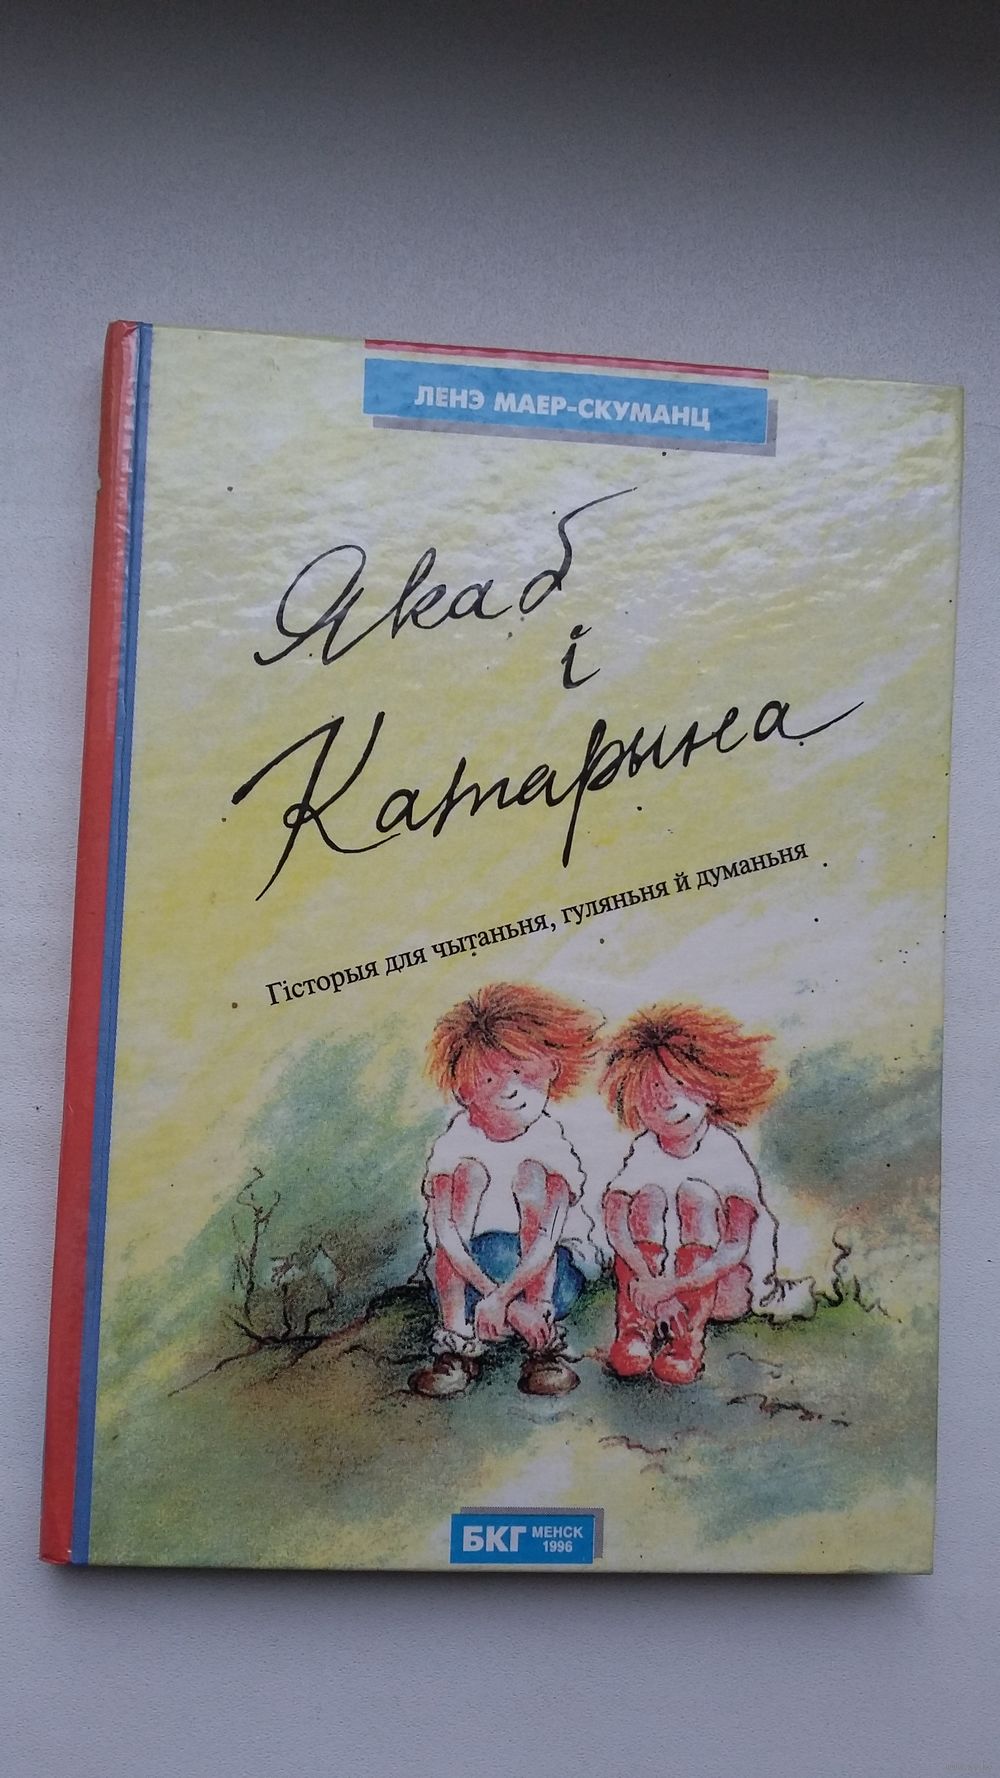 ЛЕНЭ МАЕР-СКУМАНЦ
Якаб
і
Катарына
Гісторыя для чытаньня, гуляньня й думаньня
БКГ МЕНСК
1996